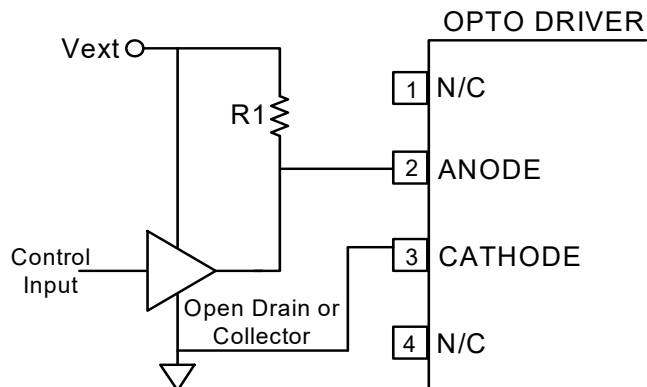 OPTO DRIVER
Vext
1 N/C
R1
2 ANODE
Control
Input
3 CATHODE
Open Drain or
Collector
4 N/C